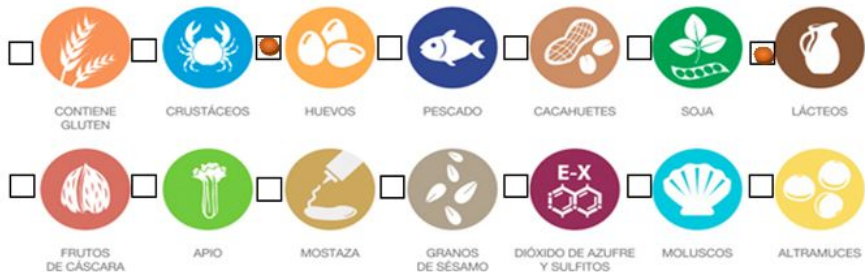 CONTIENE
GLUTEN
CRUSTÁCEOS
HUEVOS
PESCADO
CACAHUETES
SOJA
LÁCTEOS
E-X
FRUTOS
DE CÁSCARA
APIO
MOSTAZA
GRANOS
DE SÉSAMO
DIÓXIDO DE AZUFRE
Y SULFITOS
MOLUSCOS
ALTRAMUCES